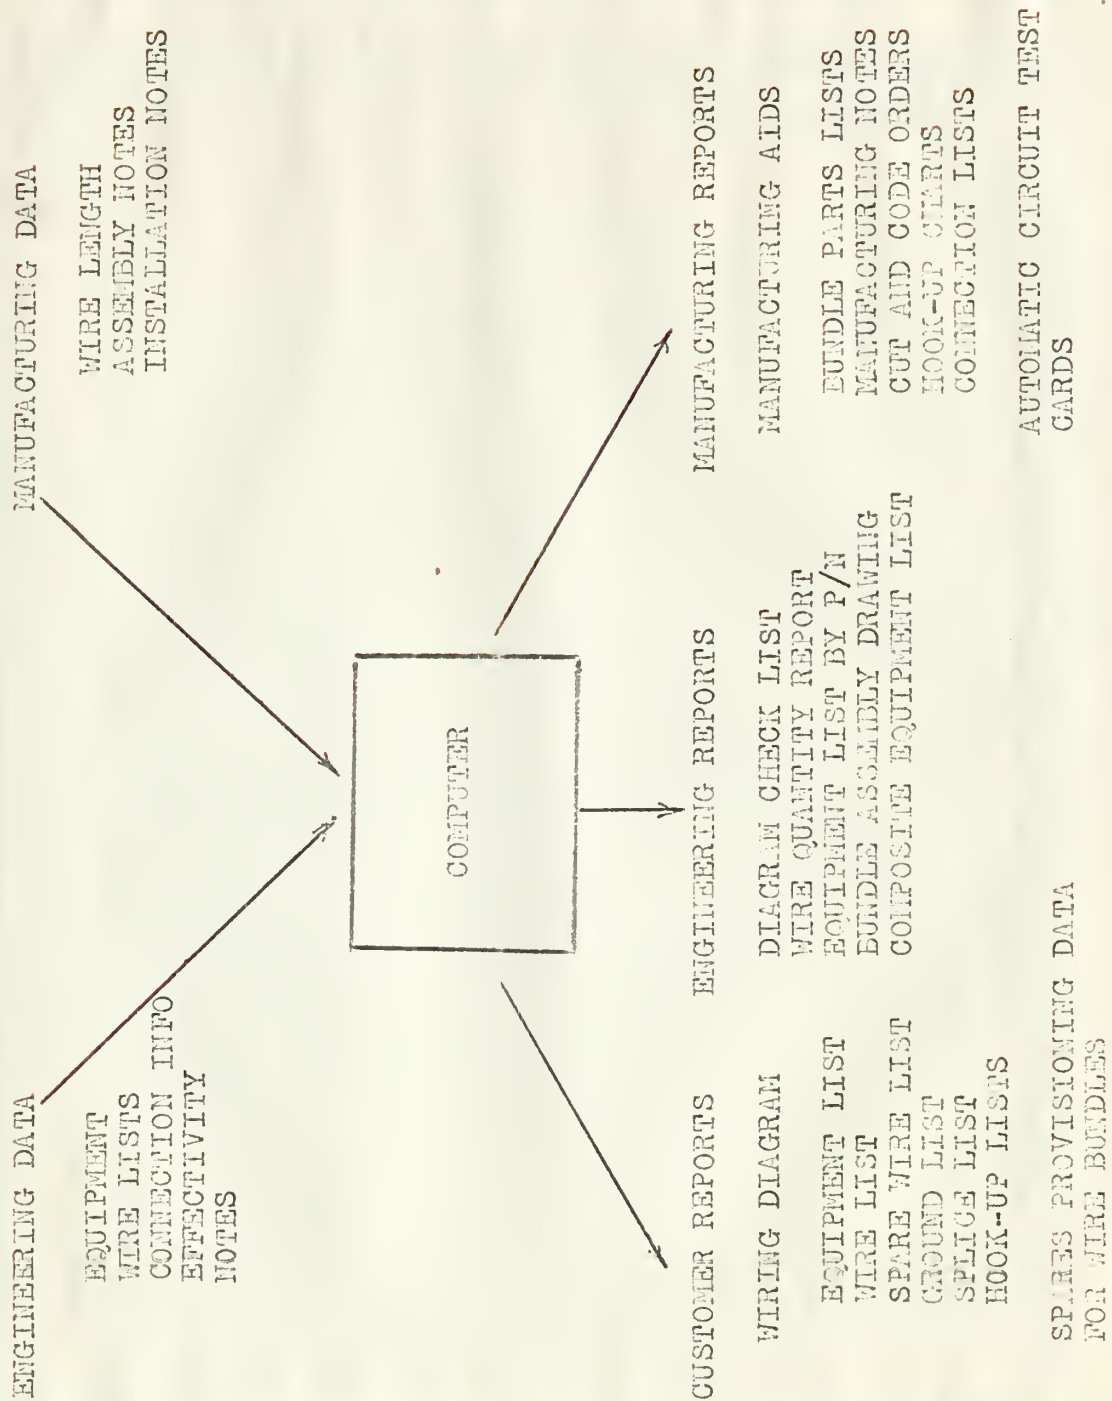 ENGINEERING DATA
EQUIPMENT
WIRE LISTS
CONNECTION INFO
EFFECTIVITY
NOTES
MANUFACTURING DATA
WIRE LENGTH
ASSEMBLY NOTES
INSTALLATION NOTES
COMPUTER
CUSTOMER REPORTS
WIRING DIAGRAM
EQUIPMENT LIST
WIRE LIST
SPARE WIRE LIST
GROUND LIST
SPLICE LIST
HOOK-UP LISTS
SPARES PROVISIONING DATA
FOR WIRE BUNDLES
ENGINEERING REPORTS
DIAGRAM CHECK LIST
WIRE QUANTITY REPORT
EQUIPMENT LIST BY P/N
BUNDLE ASSEMBLY DRAWING
COMPOSITE EQUIPMENT LIST
MANUFACTURING REPORTS
MANUFACTURING AIDS
BUNDLE PARTS LISTS
MANUFACTURING NOTES
CUT AND CODE ORDERS
HOOK-UP CHARTS
CONNECTION LISTS
AUTOMATIC CIRCUIT TEST
CARDS